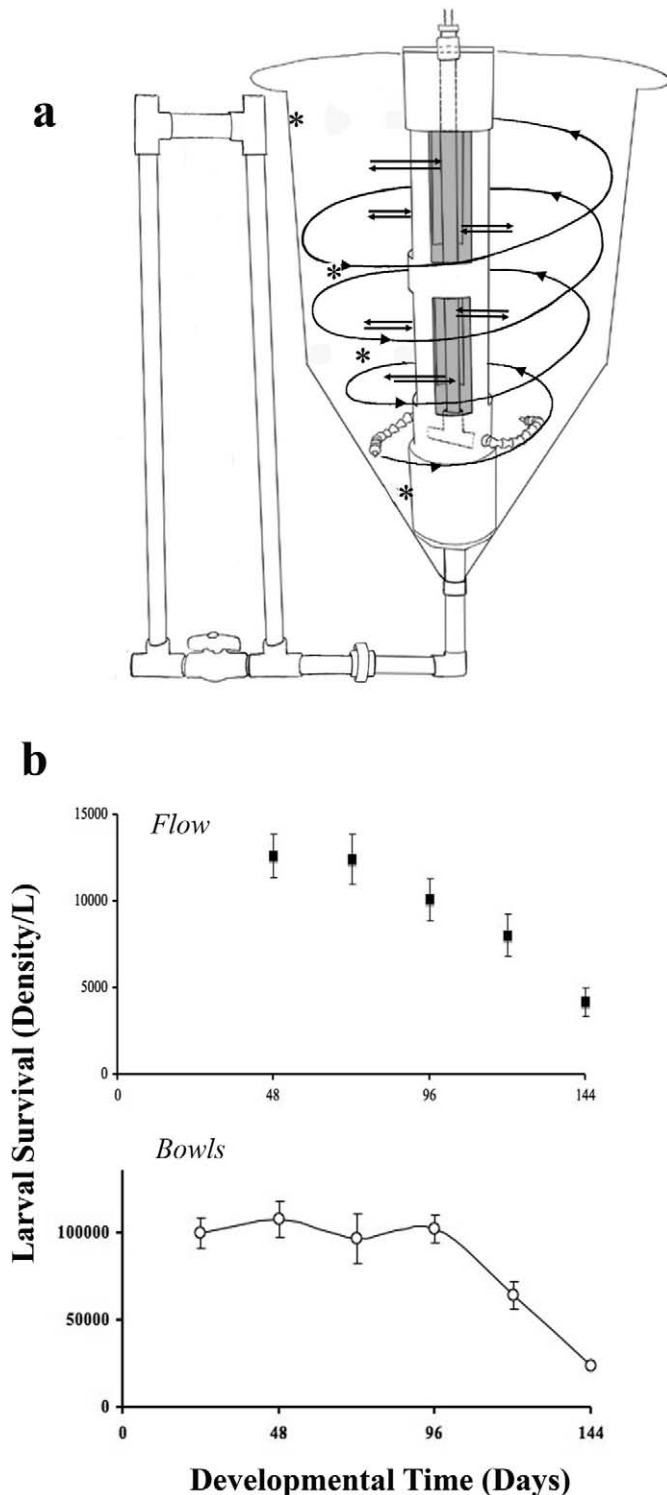 a
*
*
*
*
b
Larval Survival (Density/L)
Flow
15000
10000
5000
0
0 48 96 144
Bowls
100000
50000
0
0 48 96 144
Developmental Time (Days)